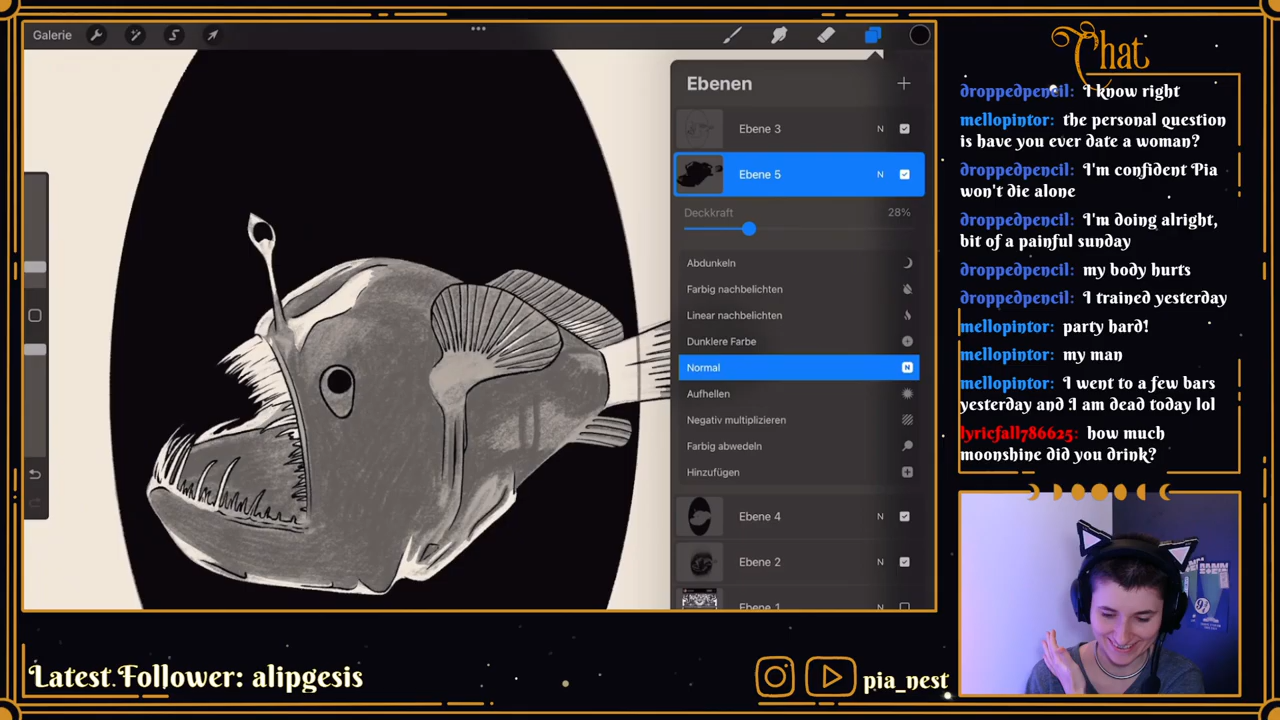 Galerie
Ebenen
Ebene 3
N
Ebene 5
N
Deckkraft
28%
Abdunkeln
Farbig nachbelichten
Linear nachbelichten
Dunklere Farbe
Normal
N
Aufhellen
Negativ multiplizieren
Farbig abwedeln
Hinzufügen
Ebene 4
N
Ebene 2
N
Ebene 1
N
Chat
droppedpencil: I know right
mellopintor: the personal question
is have you ever date a woman?
droppedpencil: I'm confident Pia
won't die alone
droppedpencil: I'm doing alright,
bit of a painful sunday
droppedpencil: my body hurts
droppedpencil: I trained yesterday
mellopintor: party hard!
mellopintor: my man
mellopintor: I went to a few bars
yesterday and I am dead today lol
lyricfall786625: how much
moonshine did you drink?
Latest Follower: alipgesis
pia_nest